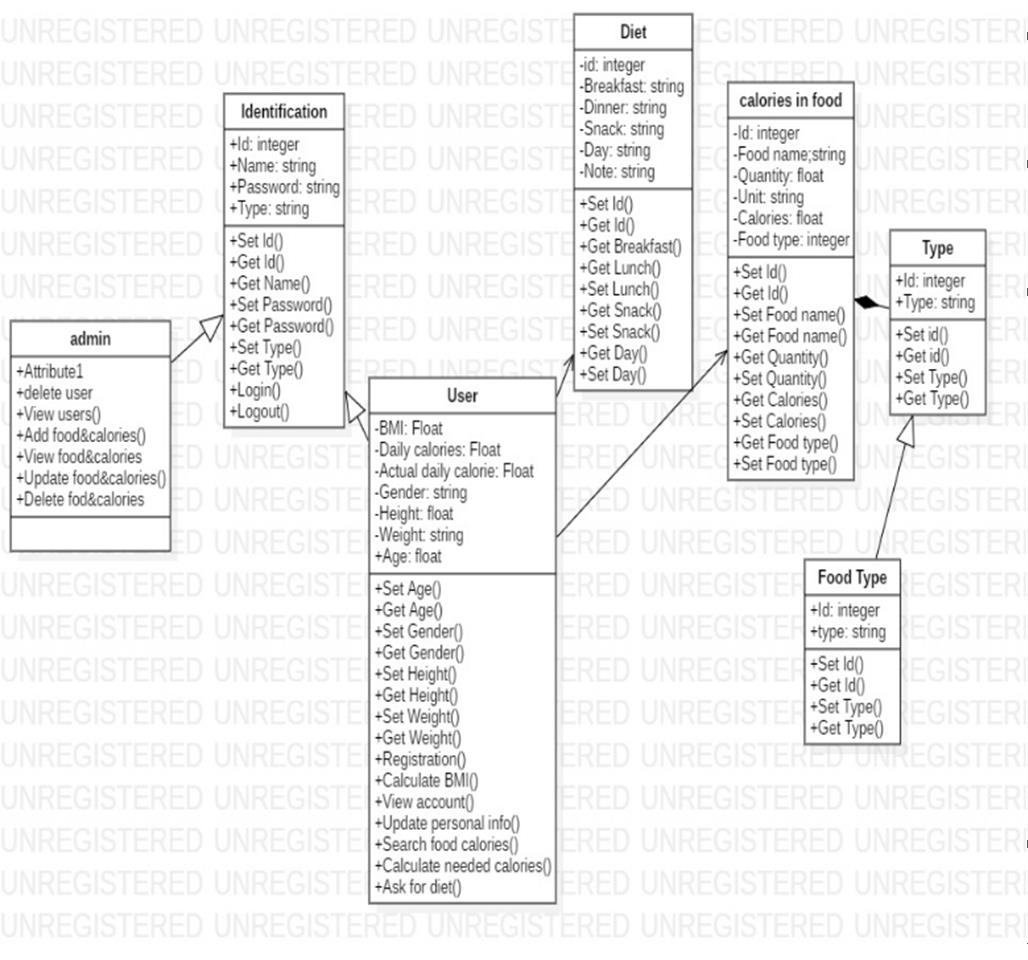 Diet
-id: integer
-Breakfast: string
-Dinner: string
-Snack: string
-Day: string
-Note: string
+Set Id()
+Get Id()
+Get Breakfast()
+Get Lunch()
+Set Lunch()
+Get Snack()
+Set Snack()
+Get Day()
+Set Day()
calories in food
-Id: integer
-Food name;string
-Quantity: float
-Unit: string
-Calories: float
-Food type: integer
+Set Id()
+Get Id()
+Set Food name()
+Get Food name()
+Get Quantity()
+Set Quantity()
+Get Calories()
+Set Calories()
+Get Food type()
+Set Food type()
Identification
+Id: integer
+Name: string
+Password: string
+Type: string
+Set Id()
+Get Id()
+Get Name()
+Set Password()
+Get Password()
+Set Type()
+Get Type()
+Login()
+Logout()
Type
+Id: integer
+Type: string
+Set id()
+Get id()
+Set Type()
+Get Type()
admin
+Attribute1
+delete user
+View users()
+Add food&calories()
+View food&calories
+Update food&calories()
+Delete fod&calories
User
-BMI: Float
-Daily calories: Float
-Actual daily calorie: Float
-Gender: string
-Height: float
-Weight: string
+Age: float
+Set Age()
+Get Age()
+Set Gender()
+Get Gender()
+Set Height()
+Get Height()
+Set Weight()
+Get Weight()
+Registration()
+Calculate BMI()
+View account()
+Update personal info()
+Search food calories()
+Calculate needed calories()
+Ask for diet()
Food Type
+Id: integer
+type: string
+Set Id()
+Get Id()
+Set Type()
+Get Type()
UNREGISTERED